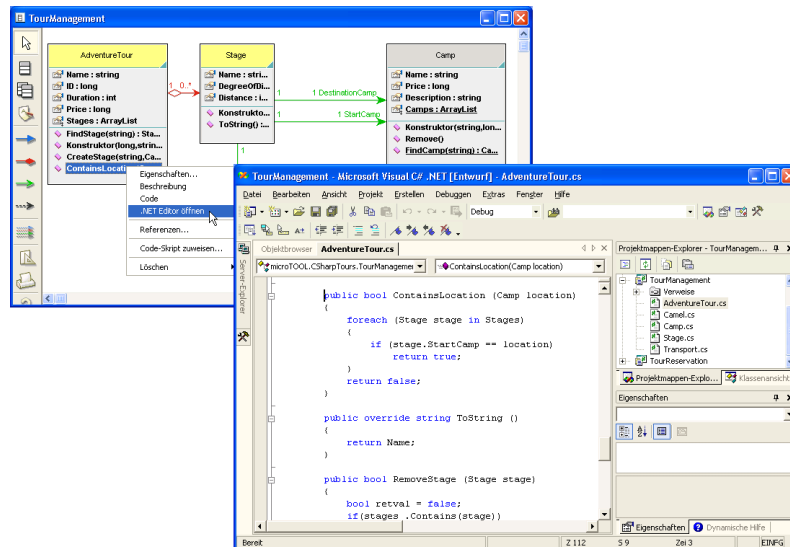 TourManagement
AdventureTour
Name : string
ID : long
Duration : int
Price : long
Stages : ArrayList
FindStage(string) : Sta...
Konstruktor(long,strin...
CreateStage(string,Ca...
ContainsLocatio
1 0..*
Stage
Name : stri...
DegreeOfDi...
Distance : i...
Konstrukto...
ToString() :...
1
1 DestinationCamp
1
1 StartCamp
1
Camp
Name : string
Price : long
Description : string
Camps : ArrayList
Konstruktor(string,lon...
Remove()
FindCamp(string) : Ca...
Eigenschaften...
Beschreibung
Code
.NET Editor öffnen
Referenzen...
Code-Skript zuweisen...
Löschen
TourManagement - Microsoft Visual C# .NET [Entwurf] - AdventureTour.cs
Datei Bearbeiten Ansicht Projekt Erstellen Debuggen Extras Fenster Hilfe
Debug
Server-Explorer
Objektbrowser AdventureTour.cs
microTOOL.CSharpTours.TourManagemer ContainsLocation(Camp location)
public bool ContainsLocation (Camp location)
{
foreach (Stage stage in Stages)
{
if (stage.StartCamp == location)
return true;
}
return false;
}
public override string ToString ()
{
return Name;
}
public bool RemoveStage (Stage stage)
{
bool retval = false;
if(stages .Contains(stage))
Projektmappen-Explorer - TourManagem...
TourManagement
Verweise
AdventureTour.cs
Camel.cs
Camp.cs
Stage.cs
Transport.cs
TourReservation
Projektmappen-Explo... Klassenansicht
Eigenschaften
Eigenschaften Dynamische Hilfe
Bereit Z 112 S 9 Zei 3 EINFG